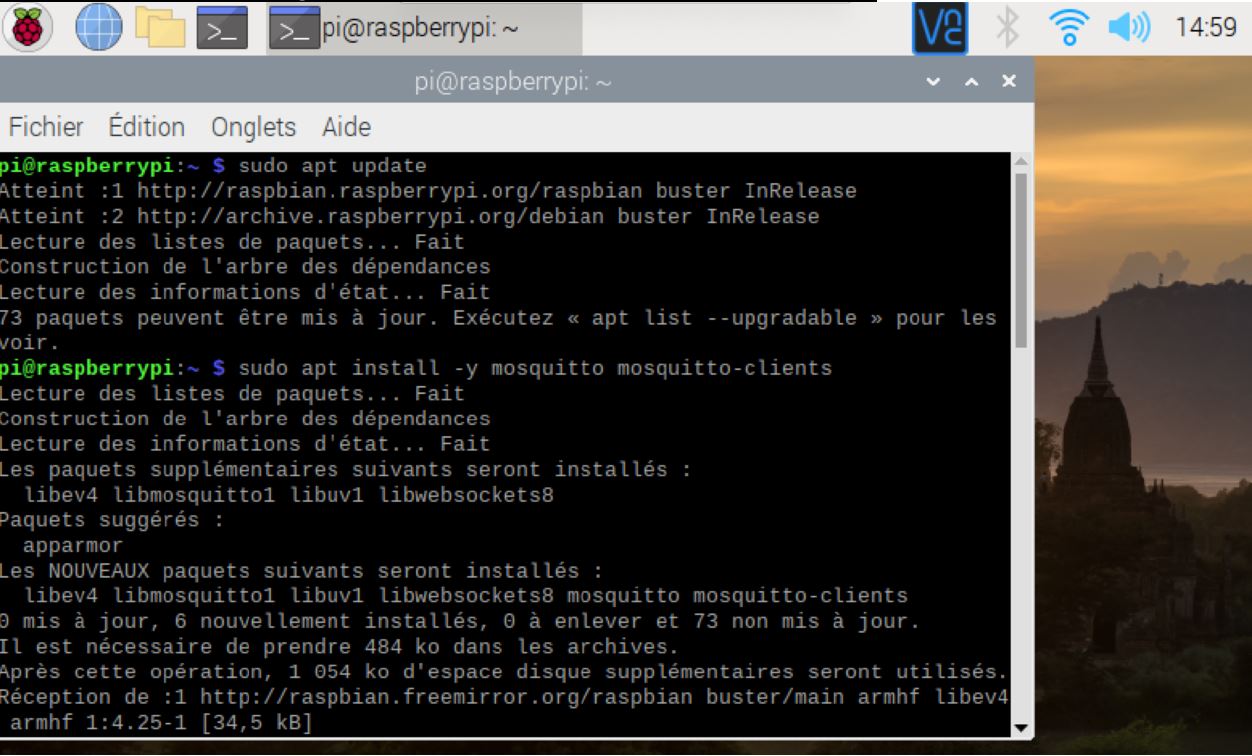 pi@raspberrypi: ~
14:59
pi@raspberrypi: ~
Fichier Édition Onglets Aide
pi@raspberrypi:~ $ sudo apt update
Atteint :1 http://raspbian.raspberrypi.org/raspbian buster InRelease
Atteint :2 http://archive.raspberrypi.org/debian buster InRelease
Lecture des listes de paquets... Fait
Construction de l'arbre des dépendances
Lecture des informations d'état... Fait
73 paquets peuvent être mis à jour. Exécutez « apt list --upgradable » pour les
voir.
pi@raspberrypi:~ $ sudo apt install -y mosquitto mosquitto-clients
Lecture des listes de paquets... Fait
Construction de l'arbre des dépendances
Lecture des informations d'état... Fait
Les paquets supplémentaires suivants seront installés :
  libev4 libmosquitto1 libuv1 libwebsockets8
Paquets suggérés :
  apparmor
Les NOUVEAUX paquets suivants seront installés :
  libev4 libmosquitto1 libuv1 libwebsockets8 mosquitto mosquitto-clients
0 mis à jour, 6 nouvellement installés, 0 à enlever et 73 non mis à jour.
Il est nécessaire de prendre 484 ko dans les archives.
Après cette opération, 1 054 ko d'espace disque supplémentaires seront utilisés.
Réception de :1 http://raspbian.freemirror.org/raspbian buster/main armhf libev4
 armhf 1:4.25-1 [34,5 kB]